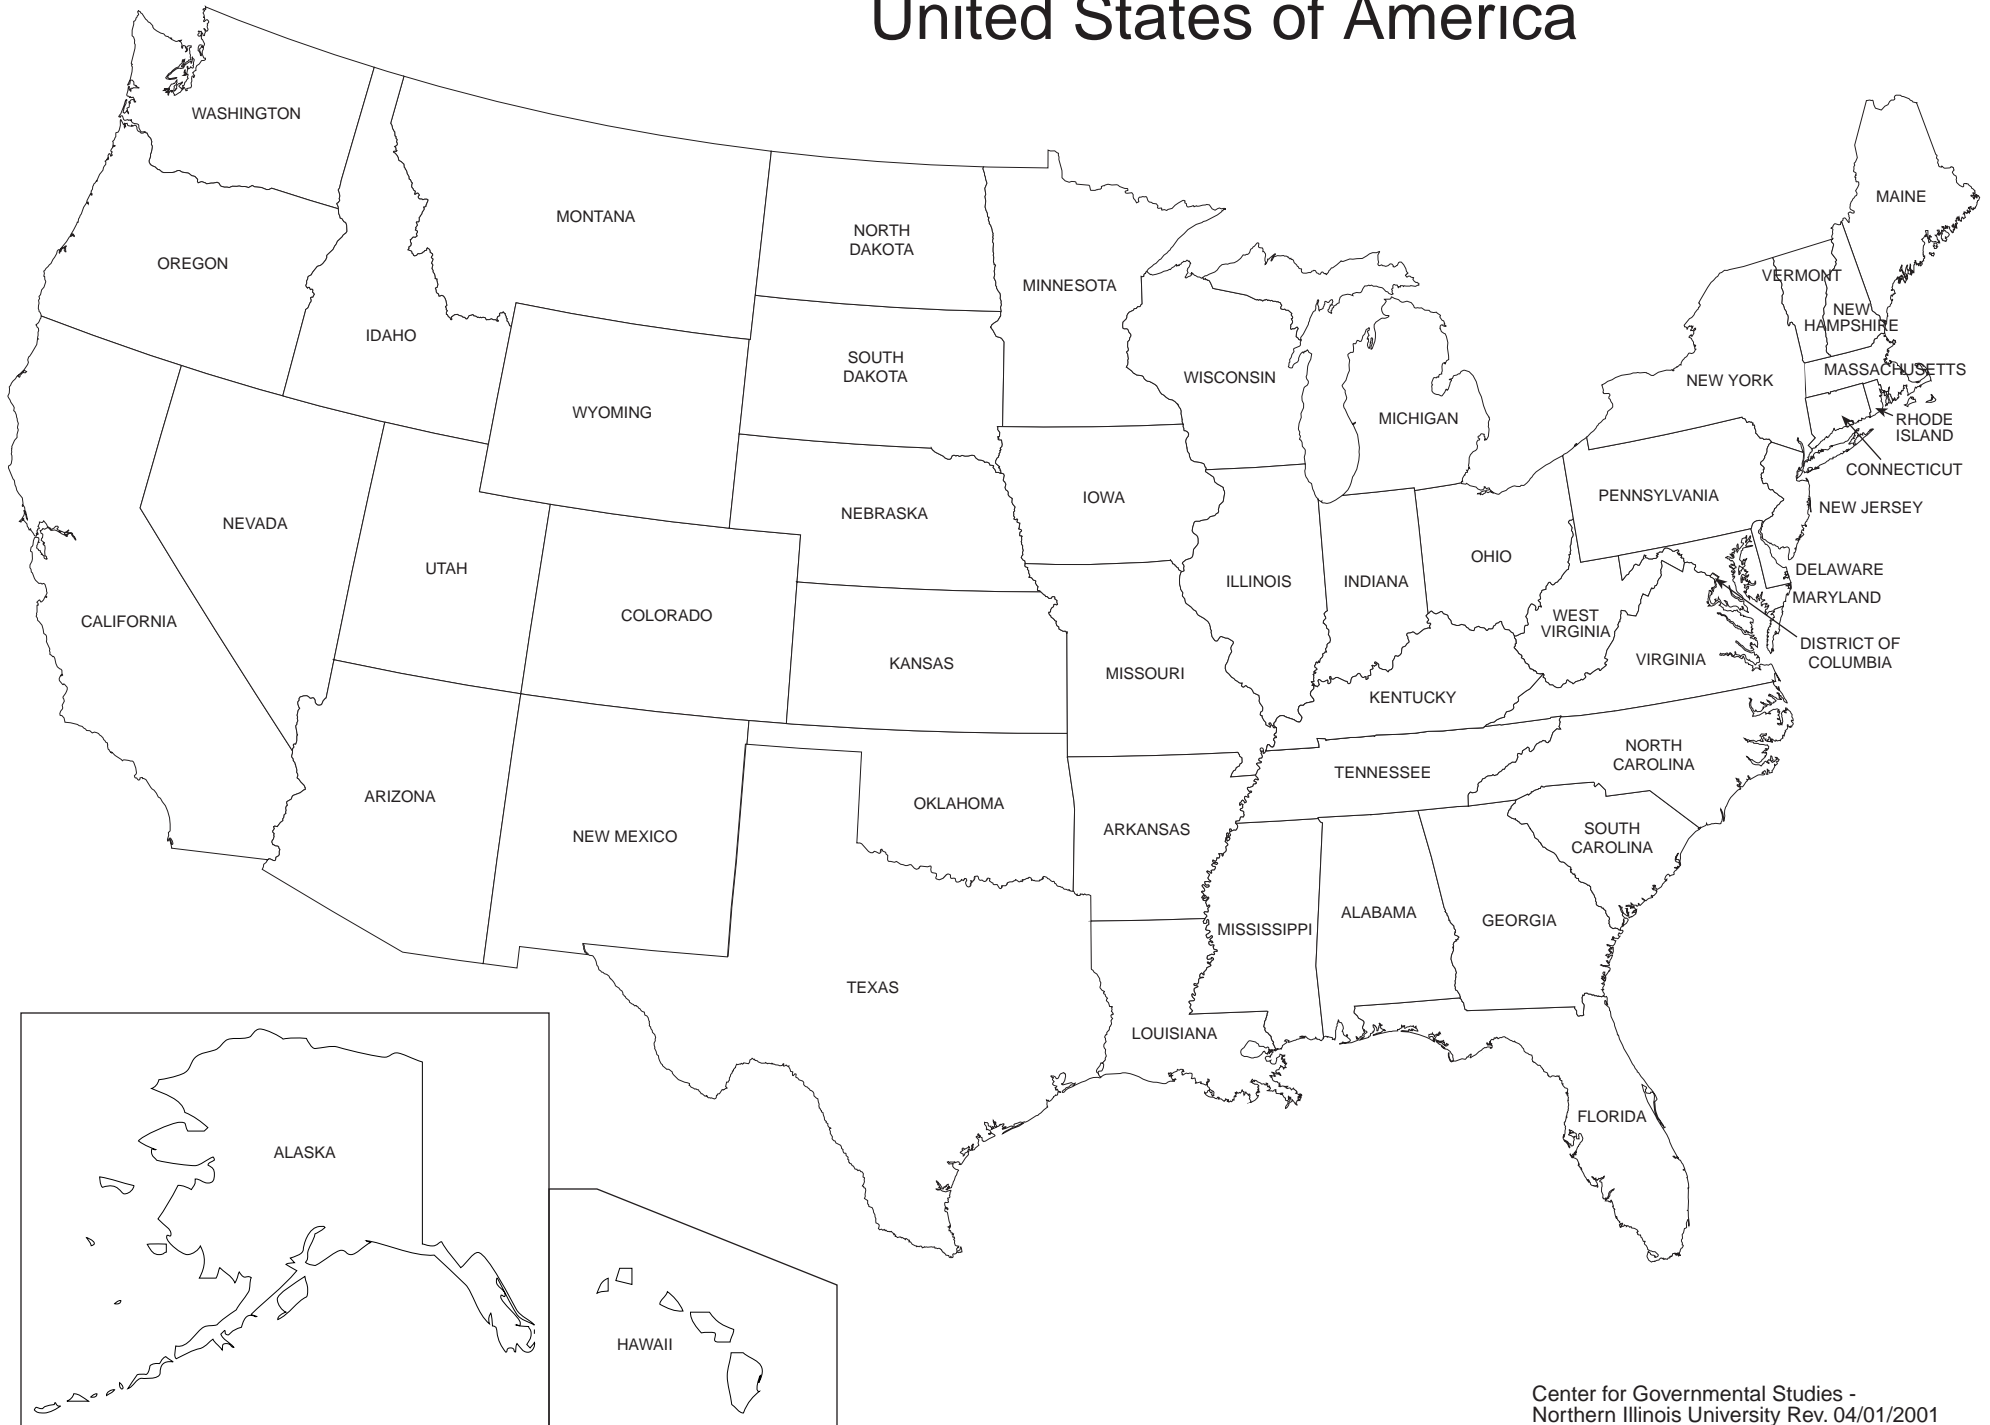 United States of America
WASHINGTON
MONTANA
NORTH
DAKOTA
MINNESOTA
MAINE
OREGON
IDAHO
VERMONT
NEW
HAMPSHIRE
SOUTH
DAKOTA
WISCONSIN
MASSACHUSETTS
NEW YORK
WYOMING
MICHIGAN
RHODE
ISLAND
CONNECTICUT
IOWA
PENNSYLVANIA
NEW JERSEY
NEVADA
NEBRASKA
UTAH
OHIO
DELAWARE
ILLINOIS
INDIANA
MARYLAND
COLORADO
CALIFORNIA
WEST
VIRGINIA
DISTRICT OF
COLUMBIA
KANSAS
MISSOURI
VIRGINIA
KENTUCKY
NORTH
CAROLINA
TENNESSEE
ARIZONA
OKLAHOMA
NEW MEXICO
ARKANSAS
SOUTH
CAROLINA
MISSISSIPPI
ALABAMA
GEORGIA
TEXAS
LOUISIANA
FLORIDA
ALASKA
HAWAII
Center for Governmental Studies -
Northern Illinois University Rev. 04/01/2001